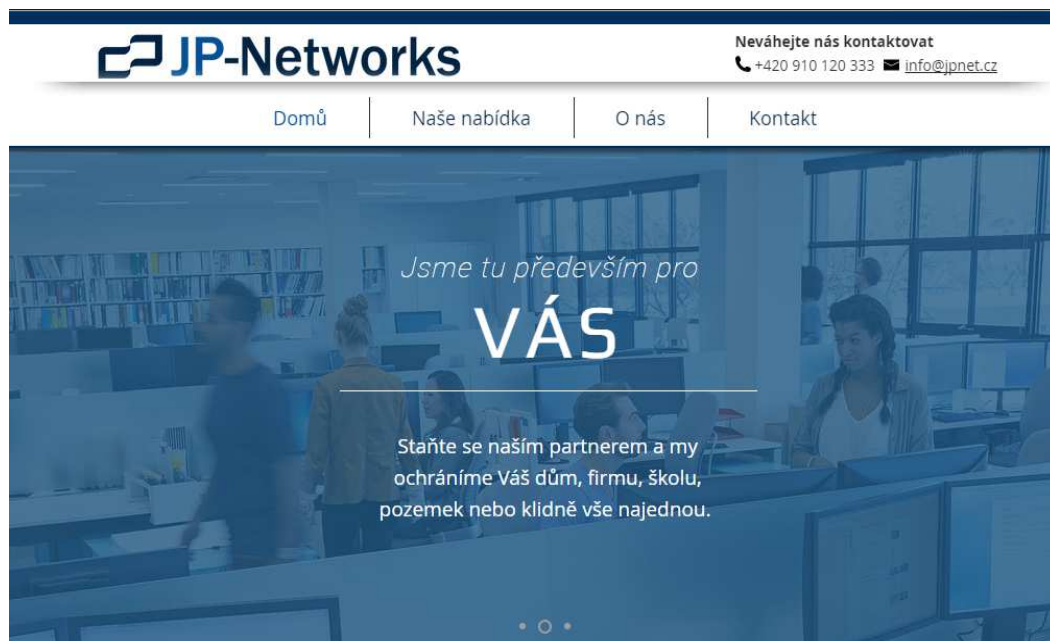 JP-Networks
Neváhejte nás kontaktovat
+420 910 120 333 info@jpnet.cz
Domů
Naše nabídka
O nás
Kontakt
Jsme tu především pro
VÁS
Staňte se naším partnerem a my
ochráníme Váš dům, firmu, školu,
pozemek nebo klidně vše najednou.